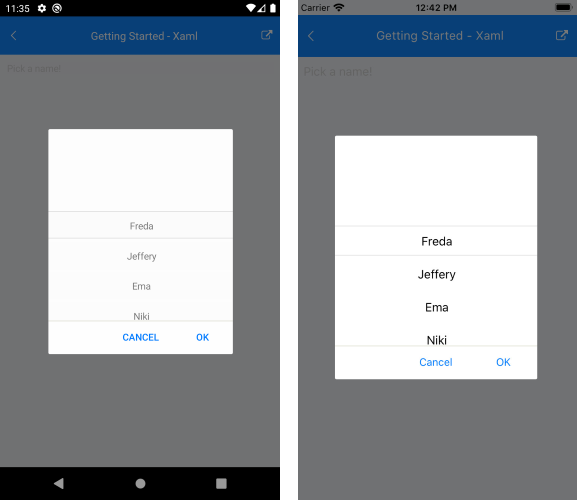 11:35
Getting Started - Xaml
Pick a name!
Freda
Jeffery
Ema
Niki
CANCEL OK
Carrier 12:42 PM
Getting Started - Xaml
Pick a name!
Freda
Jeffery
Ema
Niki
Cancel OK